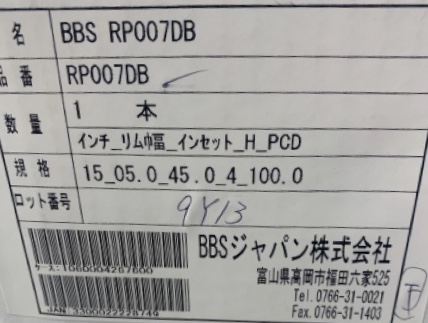 名 BBS RP007DB
品番 RP007DB
数量 1 本
インチ_リム巾幅_インセット_H_PCD
規格 15_05.0_45.0_4_100.0
ロット番号 9Y13
BBSジャパン株式会社
富山県高岡市福田六家525
Tel.0766-31-0021
Fax.0766-31-1403